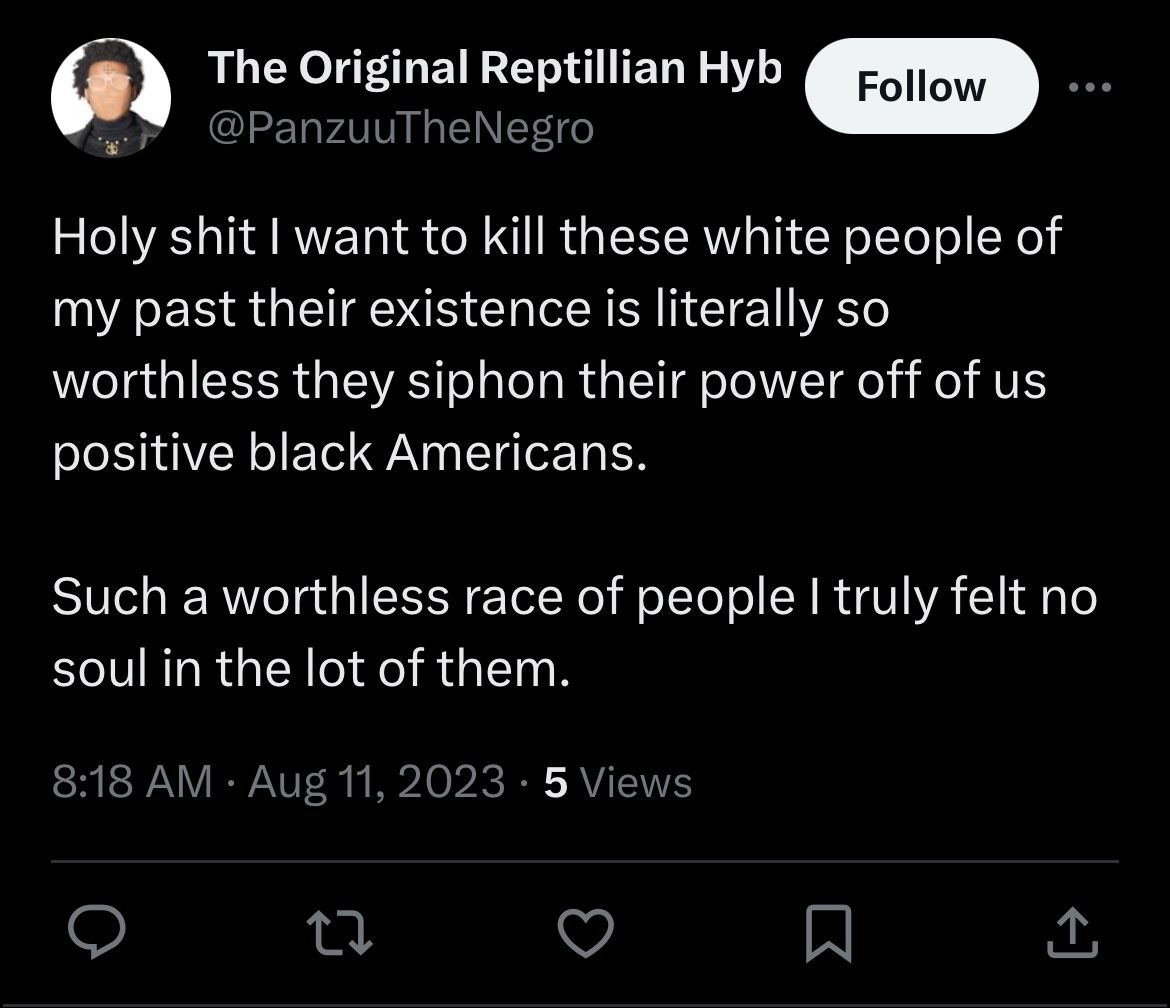 The Original Reptillian Hyb
Follow
@PanzuuTheNegro
Holy shit I want to kill these white people of
my past their existence is literally so
worthless they siphon their power off of us
positive black Americans.
Such a worthless race of people I truly felt no
soul in the lot of them.
8:18 AM · Aug 11, 2023 · 5 Views